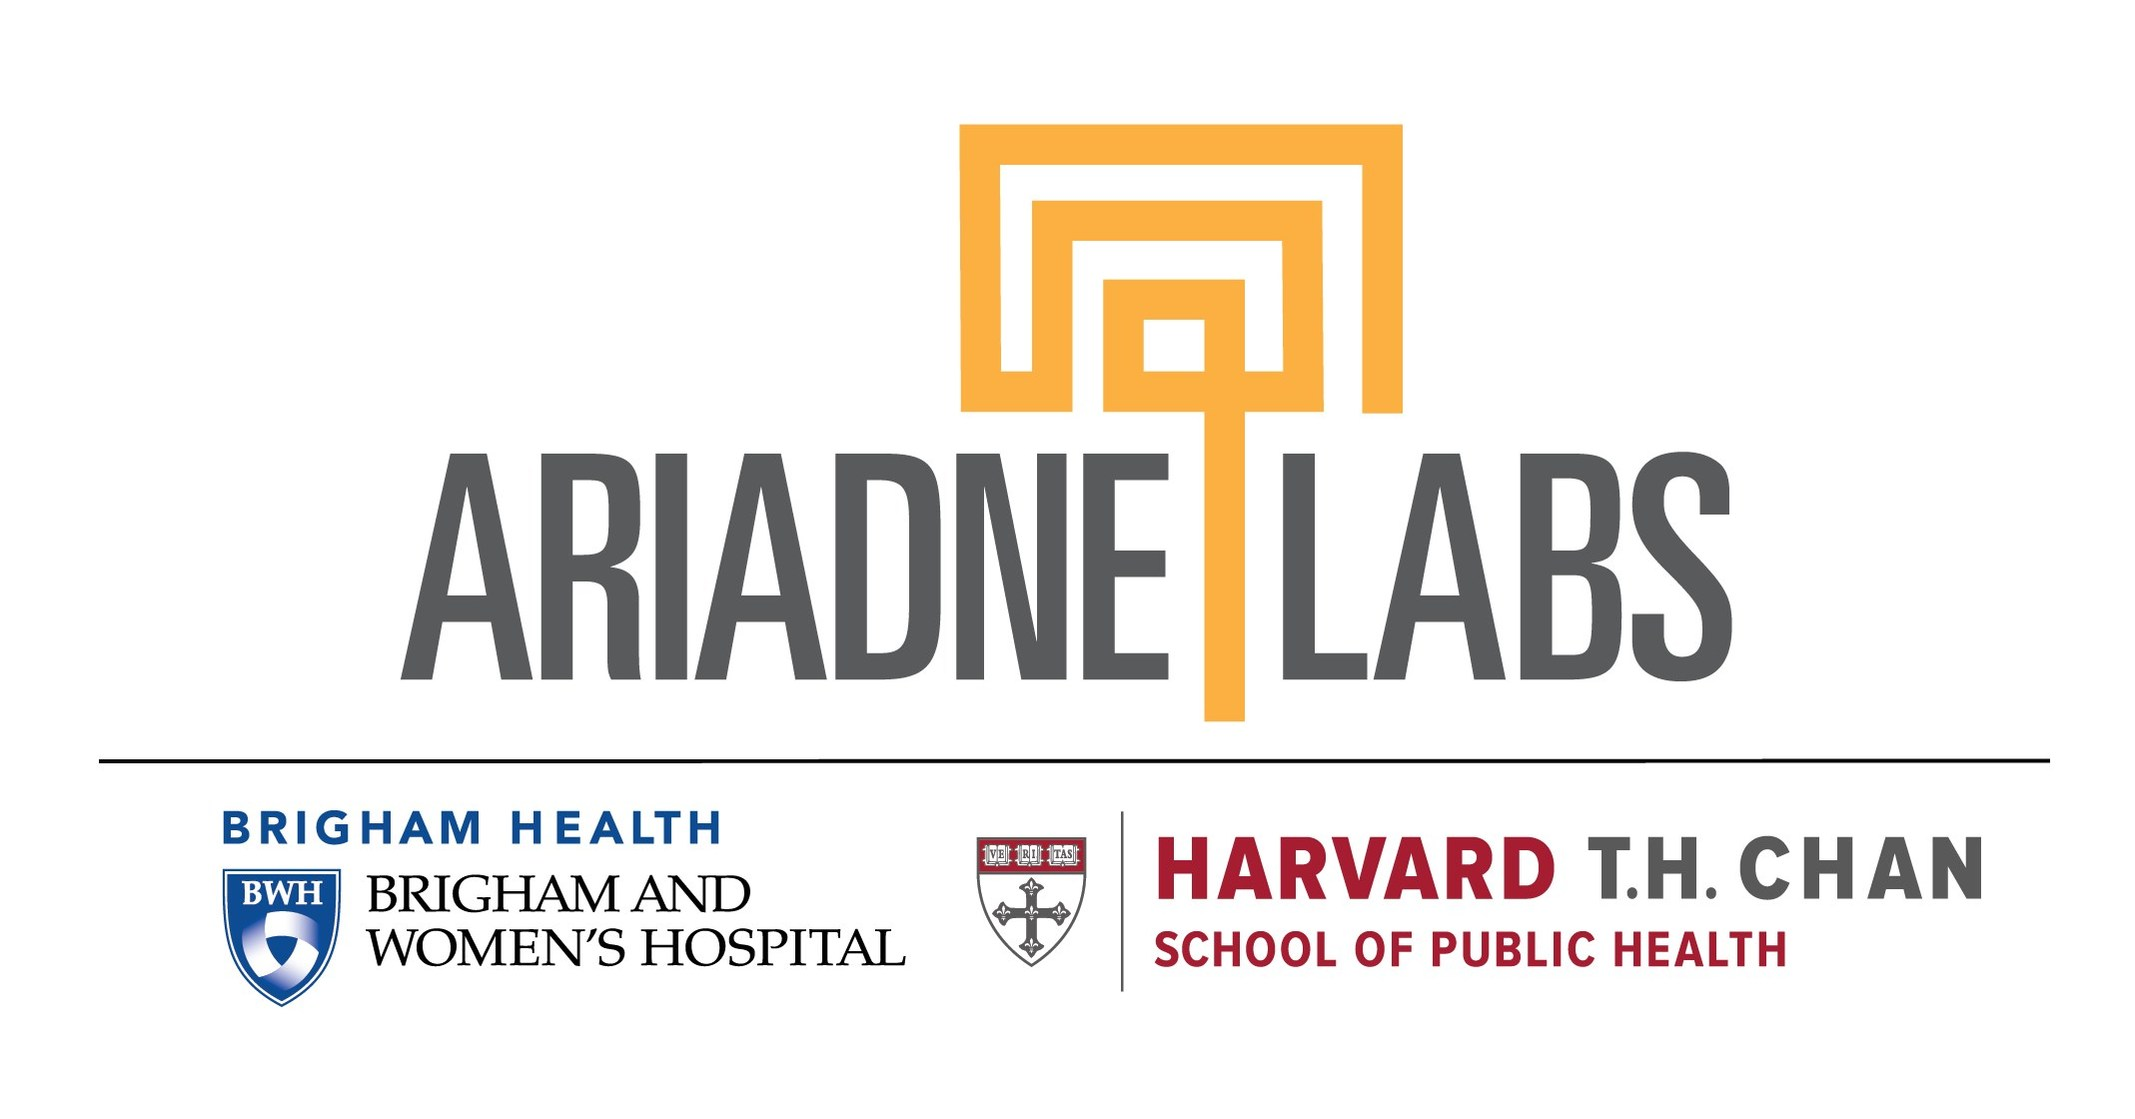 ARIADNE LABS
BRIGHAM HEALTH
BWH
BRIGHAM AND
WOMEN'S HOSPITAL
VE RI TAS
HARVARD T.H. CHAN
SCHOOL OF PUBLIC HEALTH